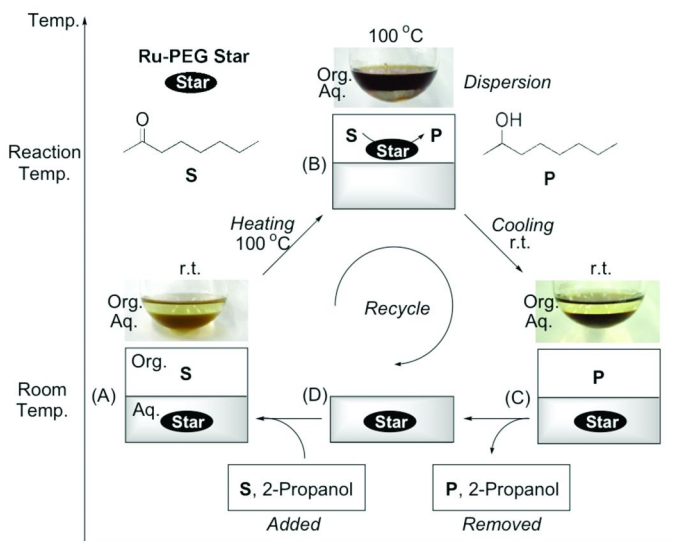 Temp.
Ru-PEG Star
Star
100 °C
Org.
Aq.
Dispersion
O
S
S
Star
P
(B)
OH
P
Reaction
Temp.
Heating
100 °C
Cooling
r.t.
r.t.
Org.
Aq.
Recycle
r.t.
Org.
Aq.
Room
Temp.
(A)
Org.
S
Aq.
Star
(D)
Star
(C)
P
Star
S, 2-Propanol
Added
P, 2-Propanol
Removed